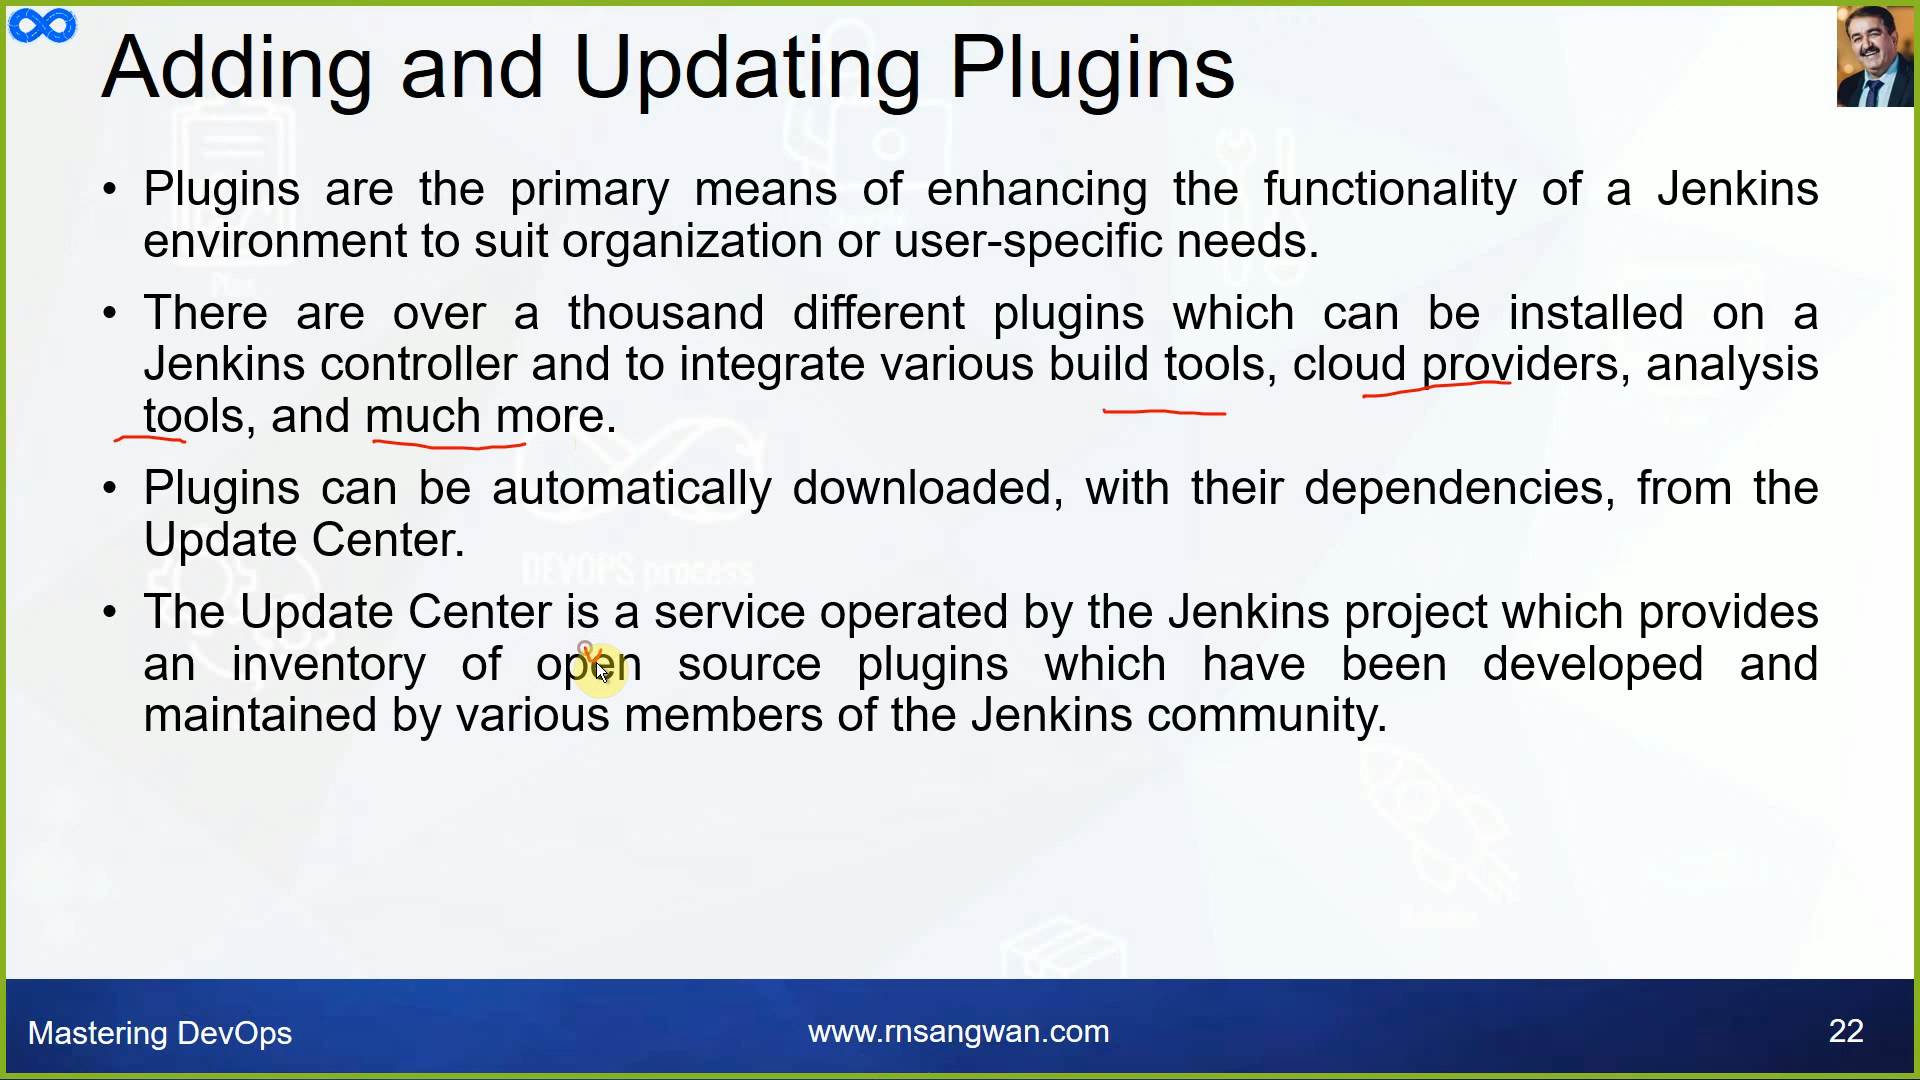 Adding and Updating Plugins
• Plugins are the primary means of enhancing the functionality of a Jenkins
environment to suit organization or user-specific needs.
• There are over a thousand different plugins which can be installed on a
Jenkins controller and to integrate various build tools, cloud providers, analysis
tools, and much more.
• Plugins can be automatically downloaded, with their dependencies, from the
Update Center.
DEVOPS process
• The Update Center is a service operated by the Jenkins project which provides
an inventory of open source plugins which have been developed and
maintained by various members of the Jenkins community.
Mastering DevOps
www.rnsangwan.com
22